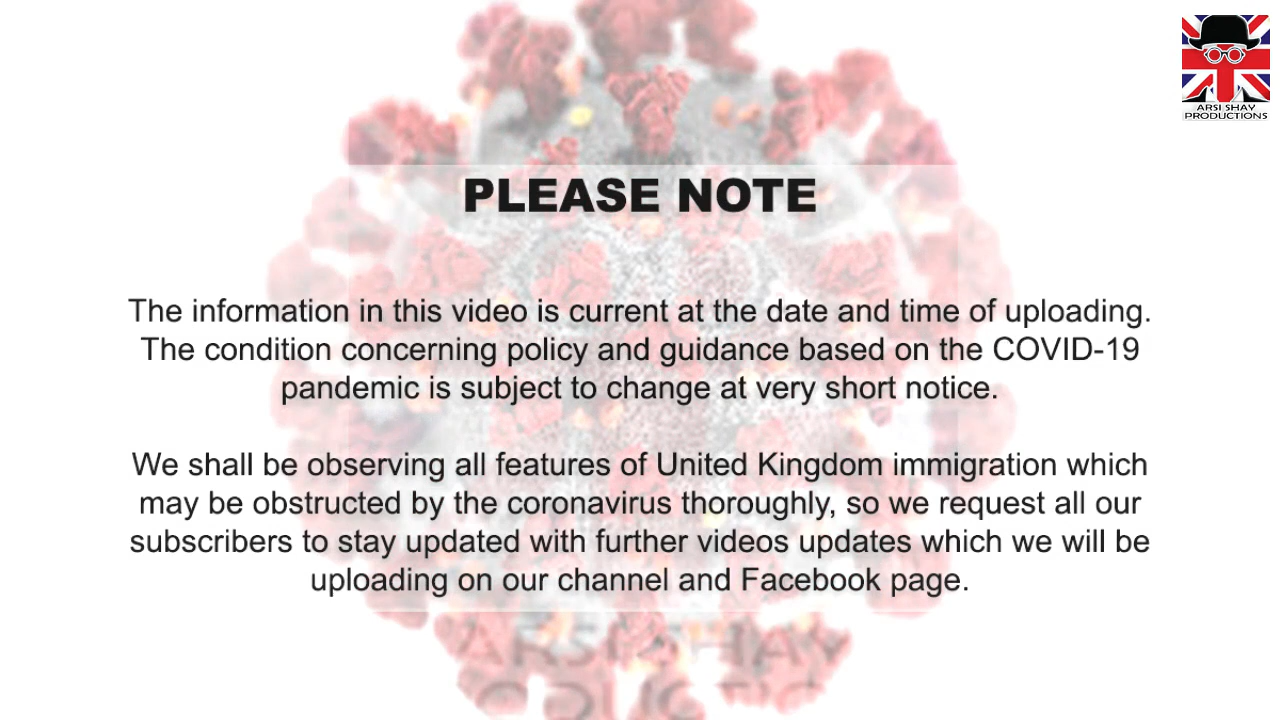 ARSI SHAY
PRODUCTIONS
PLEASE NOTE
The information in this video is current at the date and time of uploading.
The condition concerning policy and guidance based on the COVID-19
pandemic is subject to change at very short notice.
We shall be observing all features of United Kingdom immigration which
may be obstructed by the coronavirus thoroughly, so we request all our
subscribers to stay updated with further videos updates which we will be
uploading on our channel and Facebook page.
ARSI SHAY